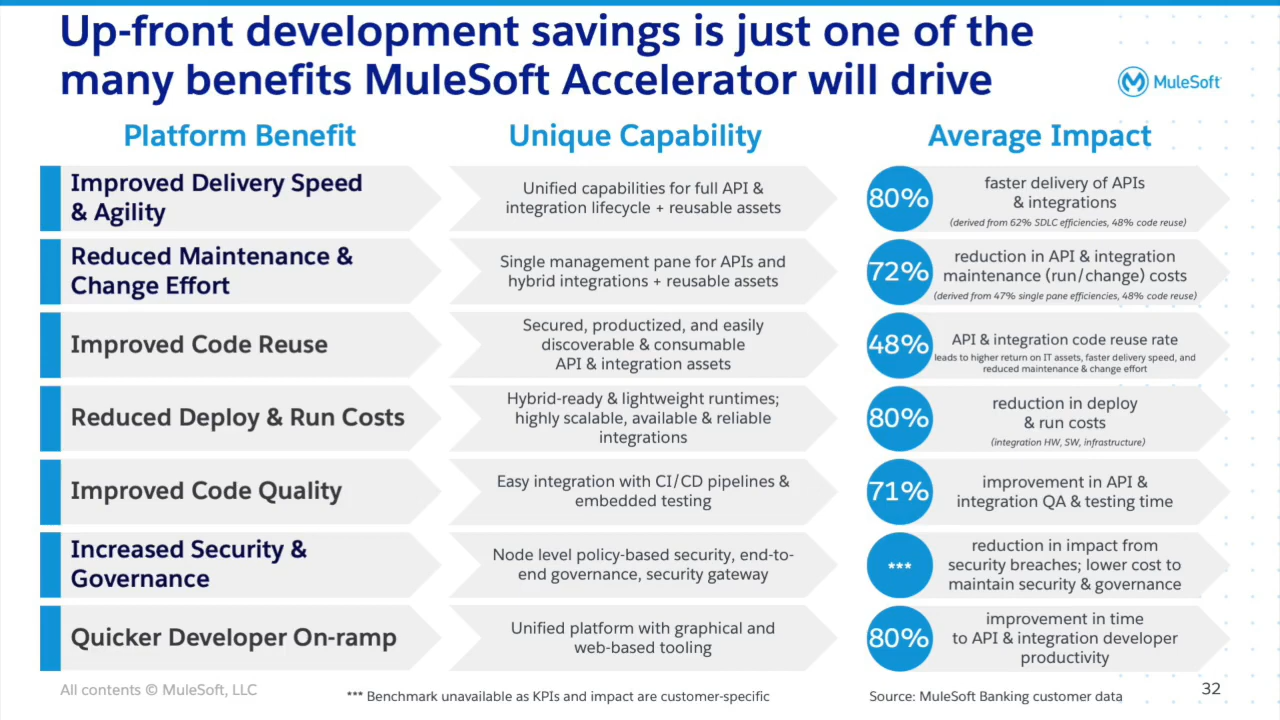 Up-front development savings is just one of the
many benefits MuleSoft Accelerator will drive
MuleSoft
Platform Benefit
Unique Capability
Average Impact
Improved Delivery Speed
& Agility
Unified capabilities for full API &
integration lifecycle + reusable assets
80%
faster delivery of APIs
& integrations
(derived from 62% SDLC efficiencies, 48% code reuse)
Reduced Maintenance &
Change Effort
Single management pane for APIs and
hybrid integrations + reusable assets
72%
reduction in API & integration
maintenance (run/change) costs
(derived from 47% single pane efficiencies, 48% code reuse)
Improved Code Reuse
Secured, productized, and easily
discoverable & consumable
API & integration assets
48%
API & integration code reuse rate
leads to higher return on IT assets, faster delivery speed, and
reduced maintenance & change effort
Reduced Deploy & Run Costs
Hybrid-ready & lightweight runtimes;
highly scalable, available & reliable
integrations
80%
reduction in deploy
& run costs
(integration HW, SW, infrastructure)
Improved Code Quality
Easy integration with CI/CD pipelines &
embedded testing
71%
improvement in API &
integration QA & testing time
Increased Security &
Governance
Node level policy-based security, end-to-
end governance, security gateway
***
reduction in impact from
security breaches; lower cost to
maintain security & governance
Quicker Developer On-ramp
Unified platform with graphical and
web-based tooling
80%
improvement in time
to API & integration developer
productivity
All contents © MuleSoft, LLC
*** Benchmark unavailable as KPIs and impact are customer-specific
Source: MuleSoft Banking customer data
32